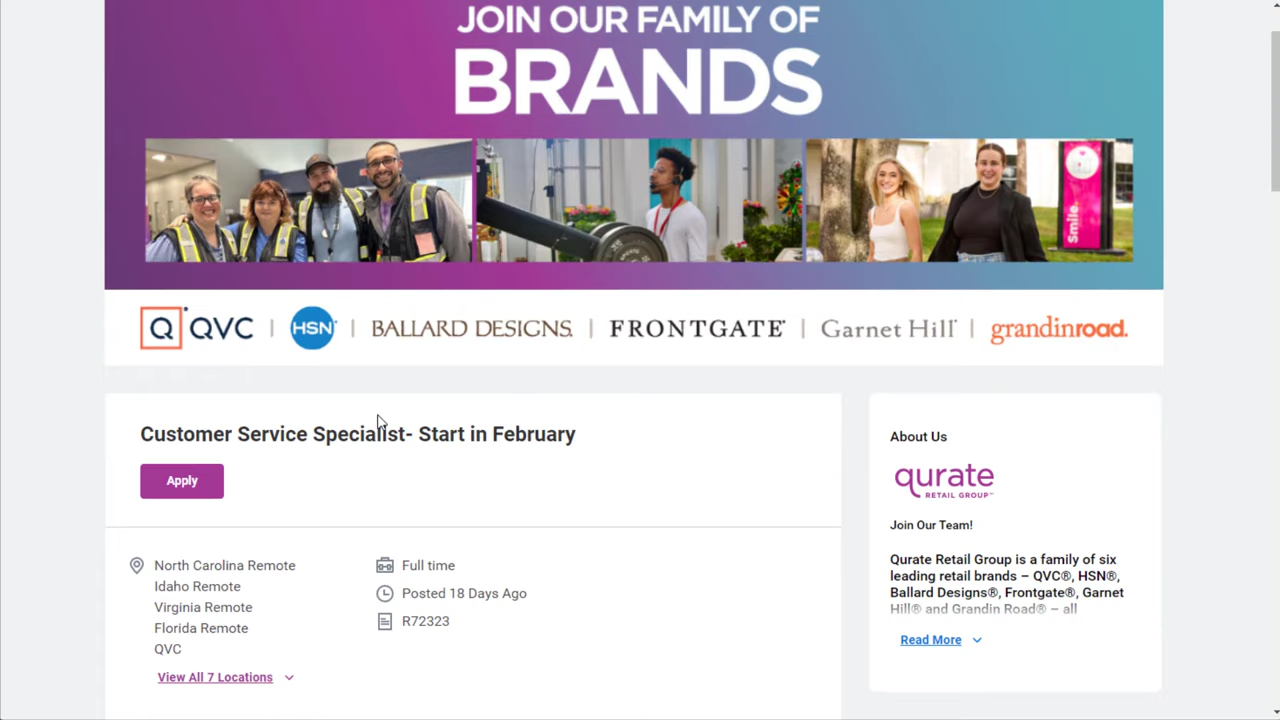 JOIN OUR FAMILY OF
BRANDS
Smile.
Q QVC | HSN | BALLARD DESIGNS. | FRONTGATE | Garnet Hill | grandinroad.
Customer Service Specialist- Start in February
Apply
North Carolina Remote
Idaho Remote
Virginia Remote
Florida Remote
QVC
View All 7 Locations
Full time
Posted 18 Days Ago
R72323
About Us
qurate
RETAIL GROUP℠
Join Our Team!
Qurate Retail Group is a family of six
leading retail brands – QVC®, HSN®,
Ballard Designs®, Frontgate®, Garnet
Hill® and Grandin Road® – all
Read More